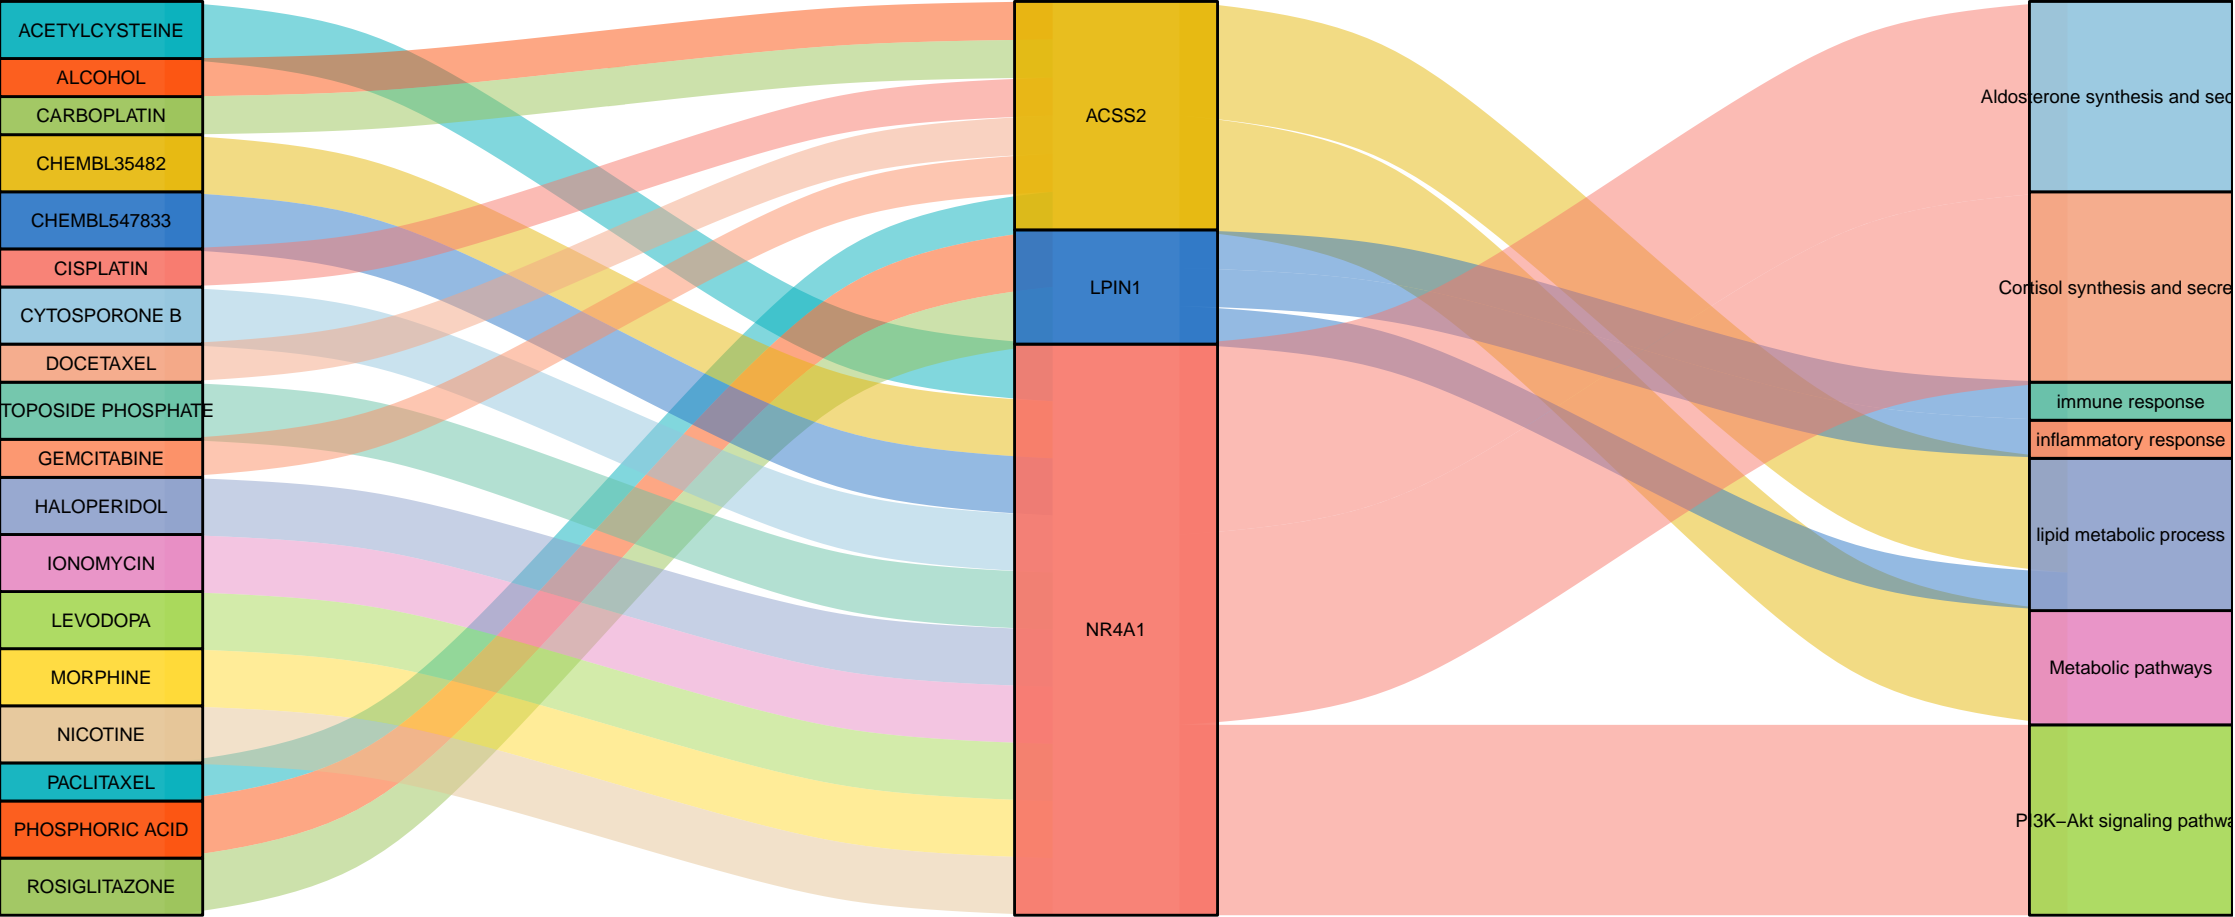 ACETYLCYSTEINE
ALCOHOL
CARBOPLATIN
CHEMBL35482
CHEMBL547833
CISPLATIN
CYTOSPORONE B
DOCETAXEL
TOPOSIDE PHOSPHATE
GEMCITABINE
HALOPERIDOL
IONOMYCIN
LEVODOPA
MORPHINE
NICOTINE
PACLITAXEL
PHOSPHORIC ACID
ROSIGLITAZONE
ACSS2
LPIN1
NR4A1
Aldosterone synthesis and sec
Cortisol synthesis and secre
immune response
inflammatory response
lipid metabolic process
Metabolic pathways
PI3K−Akt signaling pathwa